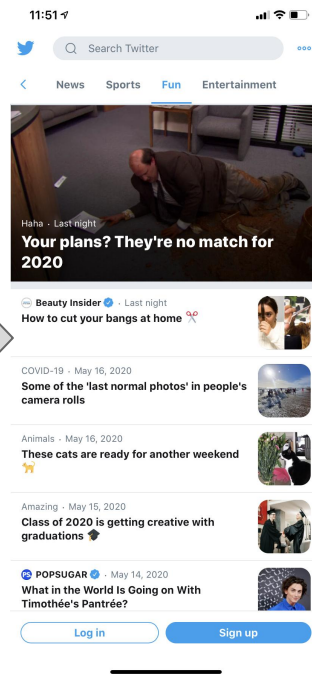 11:51
Search Twitter
News Sports Fun Entertainment
Haha · Last night
Your plans? They're no match for
2020
Beauty Insider · Last night
How to cut your bangs at home ✂️
COVID-19 · May 16, 2020
Some of the 'last normal photos' in people's
camera rolls
Animals · May 16, 2020
These cats are ready for another weekend
🐈
Amazing · May 15, 2020
Class of 2020 is getting creative with
graduations 🎓
POPSUGAR · May 14, 2020
What in the World Is Going on With
Timothée's Pantrée?
Log in Sign up